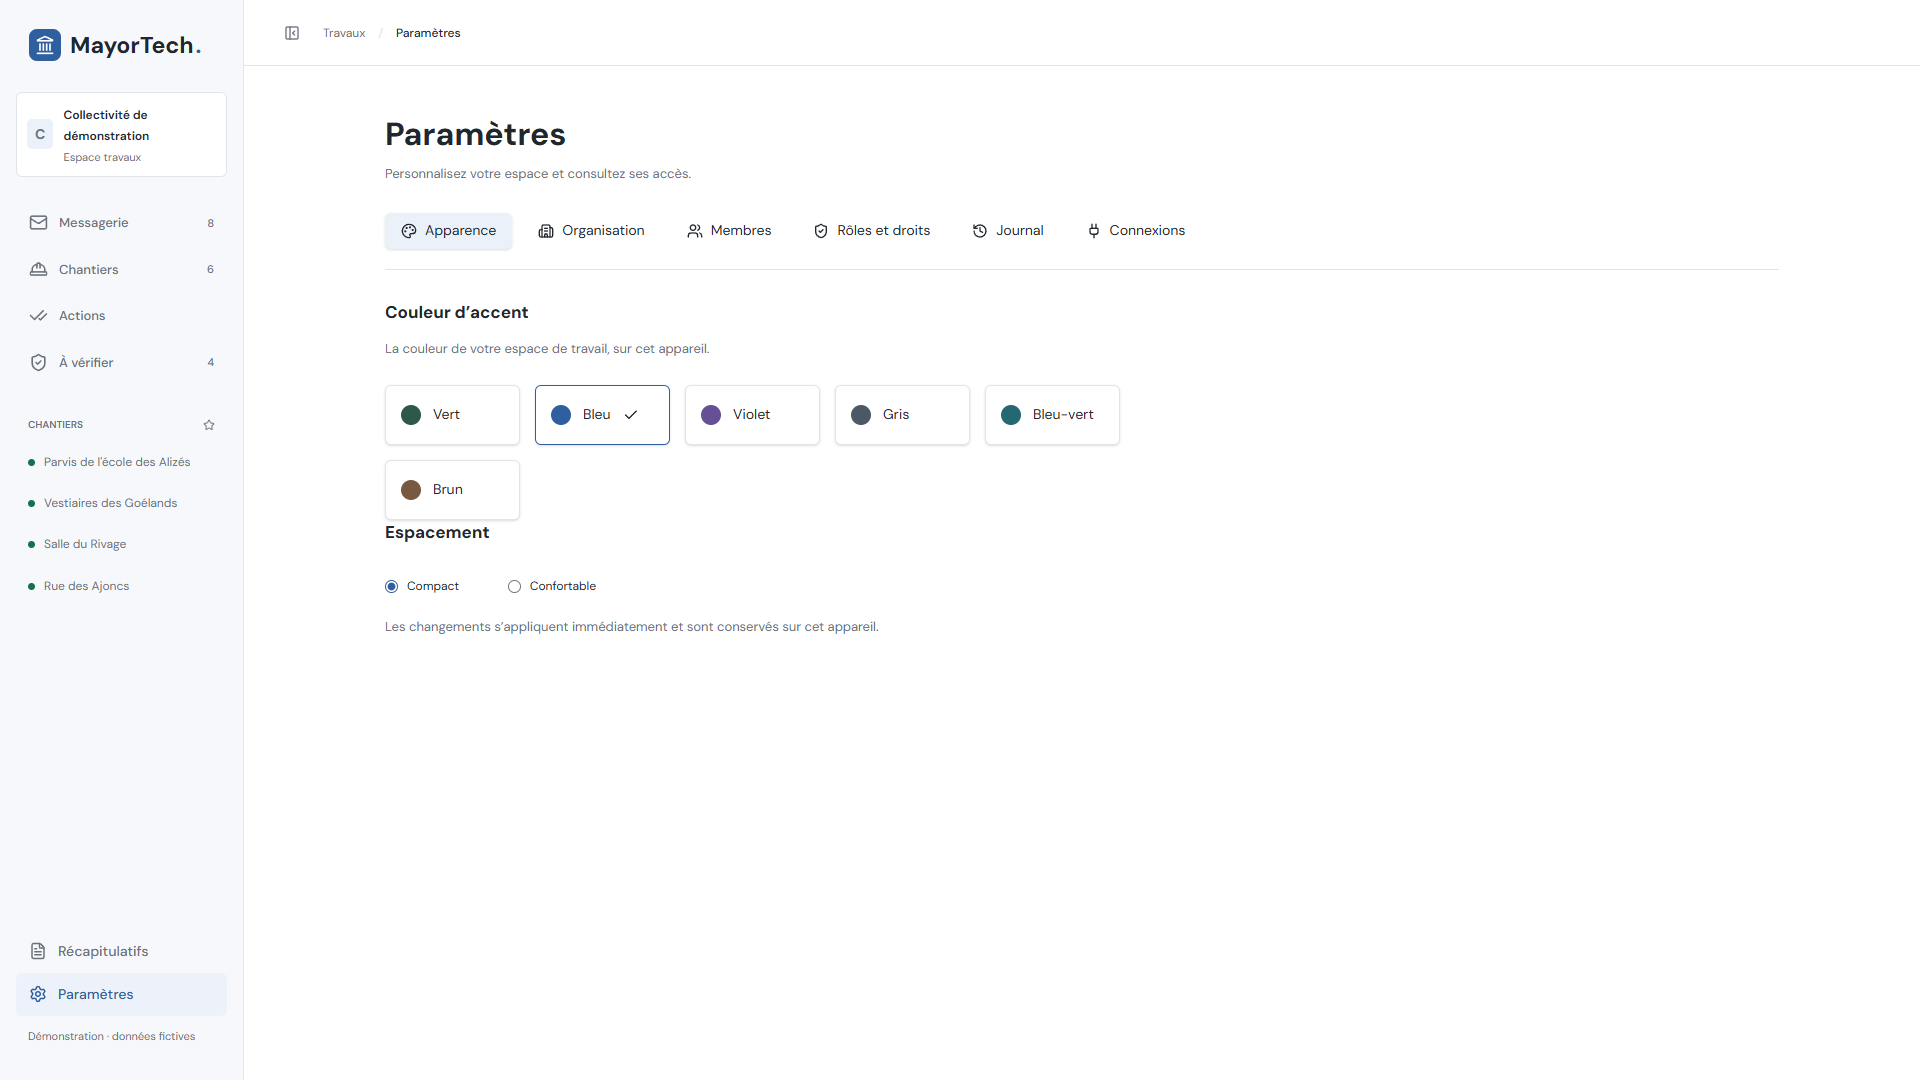 MayorTech.
Collectivité de
démonstration
Espace travaux
C
Messagerie 8
Chantiers 6
Actions
À vérifier 4
CHANTIERS
Parvis de l'école des Alizés
Vestiaires des Goélands
Salle du Rivage
Rue des Ajoncs
Récapitulatifs
Paramètres
Démonstration · données fictives
Travaux / Paramètres
Paramètres
Personnalisez votre espace et consultez ses accès.
Apparence Organisation Membres Rôles et droits Journal Connexions
Couleur d’accent
La couleur de votre espace de travail, sur cet appareil.
Vert Bleu Violet Gris Bleu-vert
Brun
Espacement
Compact Confortable
Les changements s’appliquent immédiatement et sont conservés sur cet appareil.